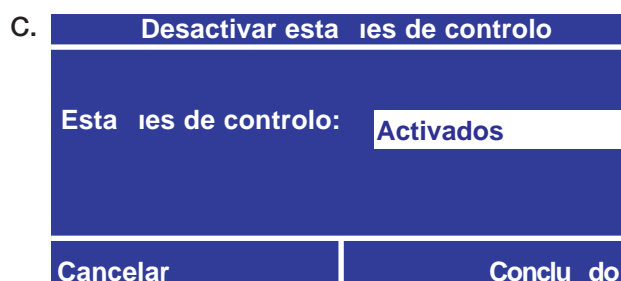 C.
Desactivar esta ıes de controlo
Esta ıes de controlo:
Activados
Cancelar
Conclu do